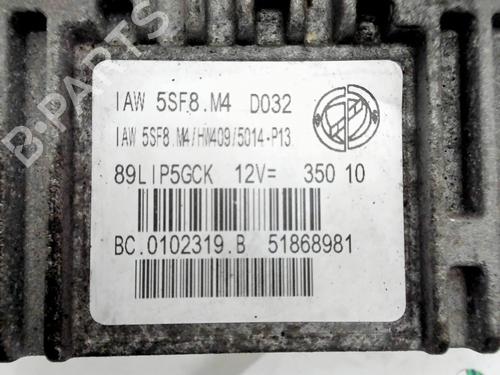 IAW 5SF8.M4 D032
IAW 5SF8.M4/HW409/5014-P13
89LIP5GCK 12V= 350 10
BC.0102319.B 51868981
B-PARTS